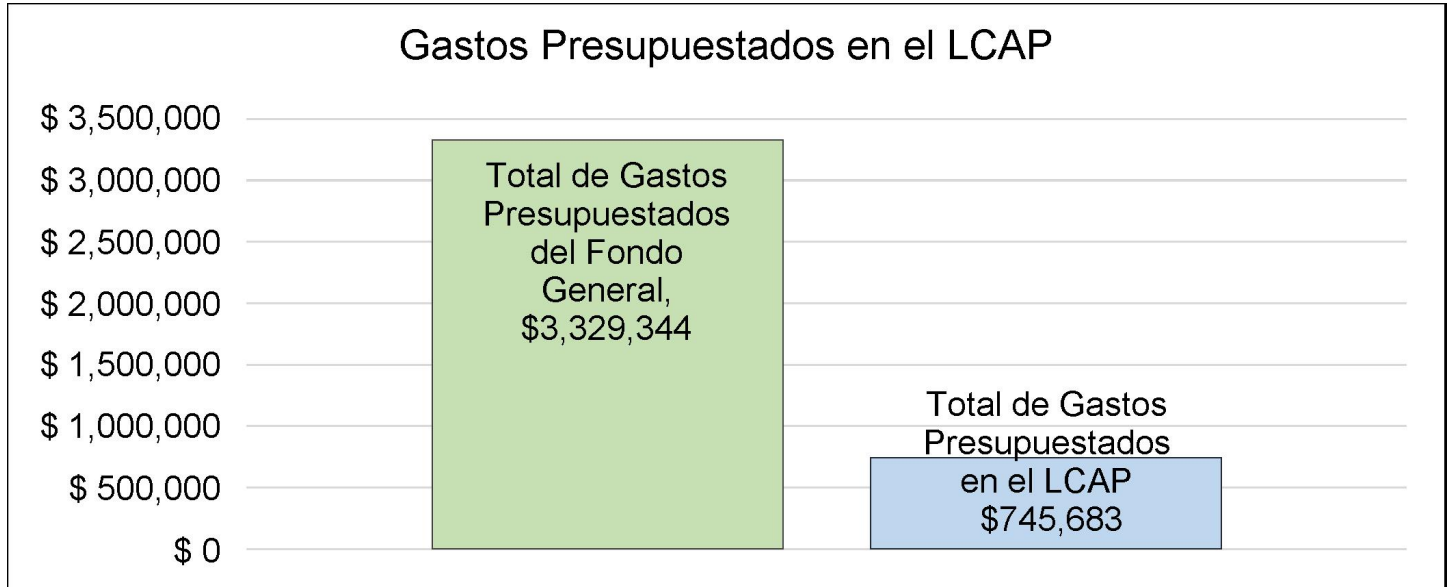 Gastos Presupuestados en el LCAP
$ 3,500,000
$ 3,000,000
$ 2,500,000
$ 2,000,000
$ 1,500,000
$ 1,000,000
$ 500,000
$ 0
Total de Gastos
Presupuestados
del Fondo
General,
$3,329,344
Total de Gastos
Presupuestados
en el LCAP
$745,683